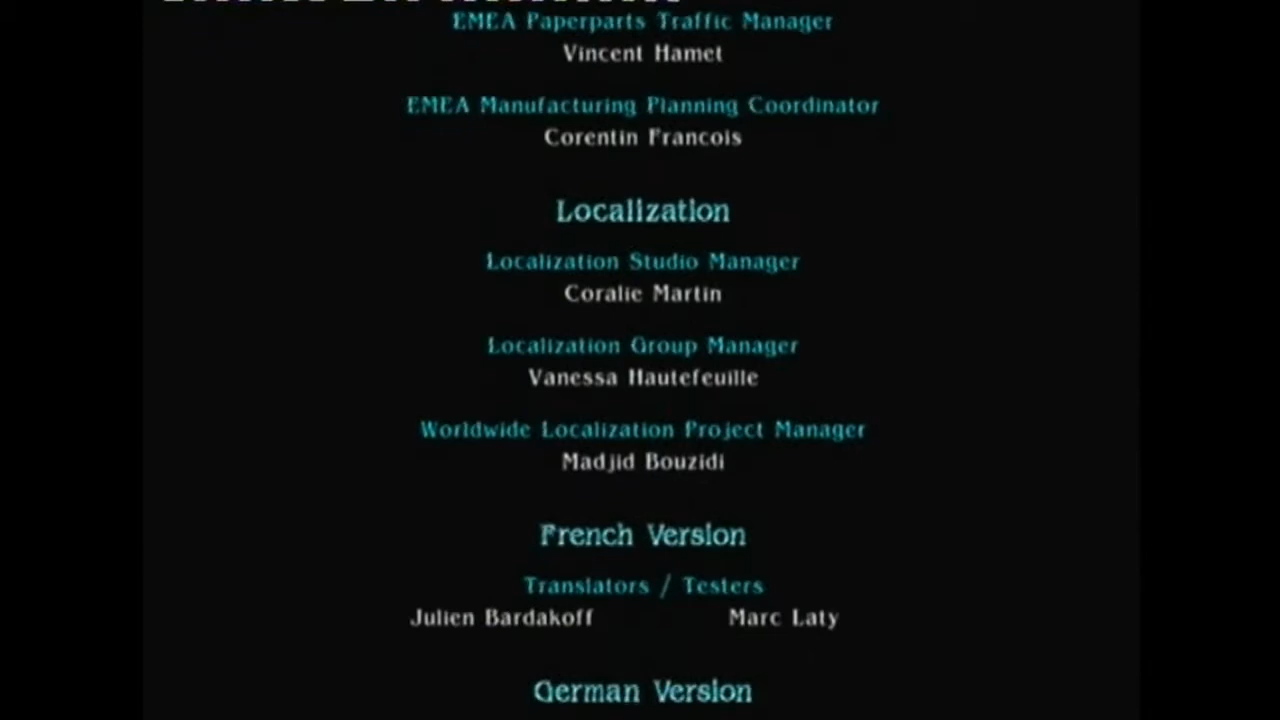 EMEA Paperparts Traffic Manager
Vincent Hamet
EMEA Manufacturing Planning Coordinator
Corentin Francois
Localization
Localization Studio Manager
Coralie Martin
Localization Group Manager
Vanessa Hautefeuille
Worldwide Localization Project Manager
Madjid Bouzidi
French Version
Translators / Testers
Julien Bardakoff Marc Laty
German Version